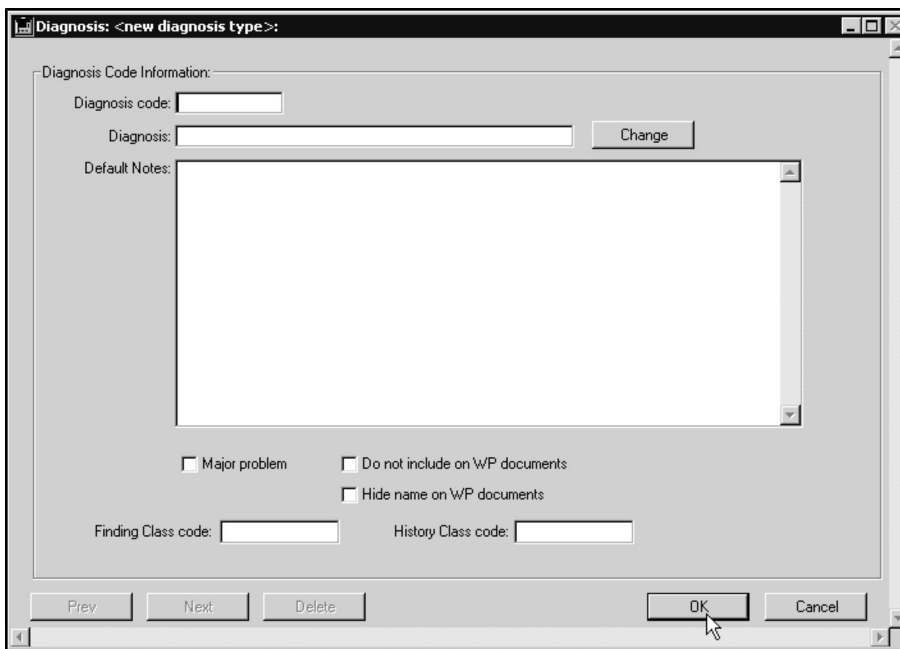 Diagnosis: <new diagnosis type>:
Diagnosis Code Information:
Diagnosis code:
Diagnosis: Change
Default Notes:
Major problem Do not include on WP documents
Hide name on WP documents
Finding Class code: History Class code:
Prev Next Delete OK Cancel